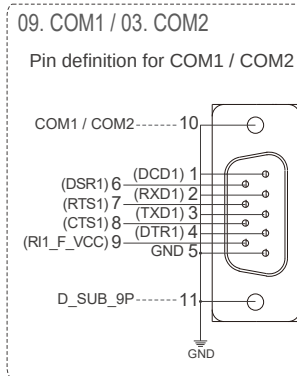 09. COM1 / 03. COM2
Pin definition for COM1 / COM2
COM1 / COM2 10
(DCD1) 1
(DSR1) 6
(RXD1) 2
(RTS1) 7
(TXD1) 3
(CTS1) 8
(DTR1) 4
(RI1_F_VCC) 9
GND 5
D_SUB_9P 11
GND